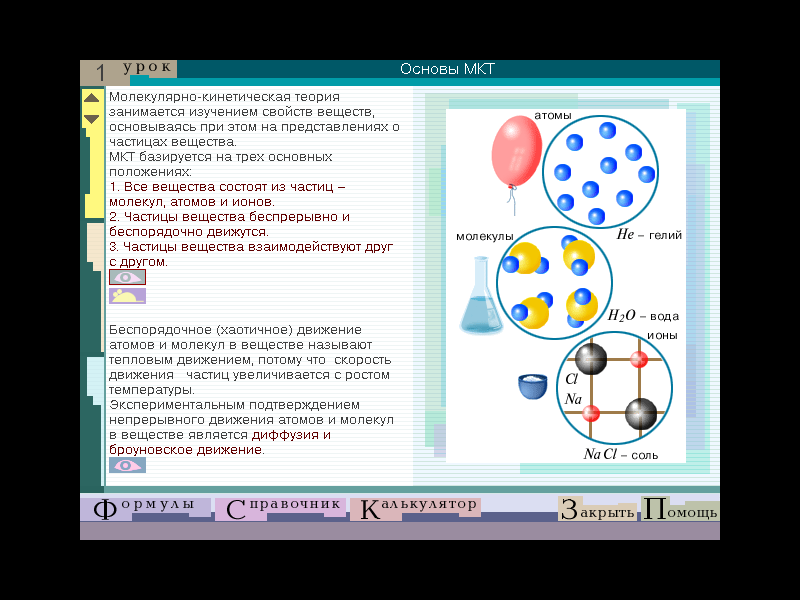 1 урок
Основы МКТ
Молекулярно-кинетическая теория
занимается изучением свойств веществ,
основываясь при этом на представлениях о
частицах вещества.
МКТ базируется на трех основных
положениях:
1. Все вещества состоят из частиц –
молекул, атомов и ионов.
2. Частицы вещества беспрерывно и
беспорядочно движутся.
3. Частицы вещества взаимодействуют друг
с другом.
Беспорядочное (хаотичное) движение
атомов и молекул в веществе называют
тепловым движением, потому что скорость
движения частиц увеличивается с ростом
температуры.
Экспериментальным подтверждением
непрерывного движения атомов и молекул
в веществе является диффузия и
броуновское движение.
атомы
He – гелий
молекулы
H2O – вода
ионы
Cl
Na
Na Cl – соль
Формулы Справочник Калькулятор Закрыть Помощь